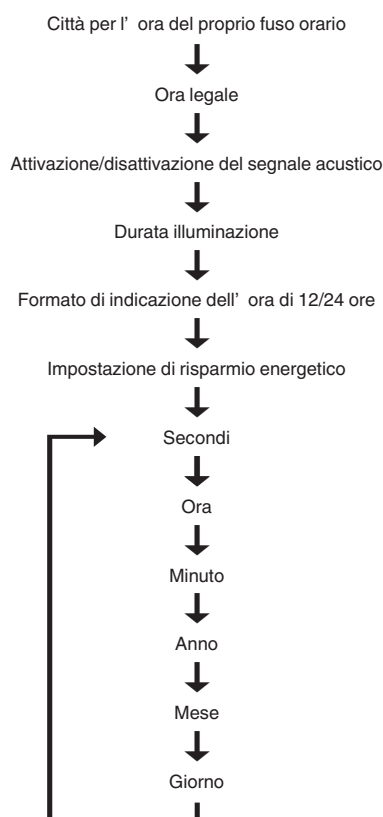 Città per l’ ora del proprio fuso orario
Ora legale
Attivazione/disattivazione del segnale acustico
Durata illuminazione
Formato di indicazione dell’ ora di 12/24 ore
Impostazione di risparmio energetico
Secondi
Ora
Minuto
Anno
Mese
Giorno